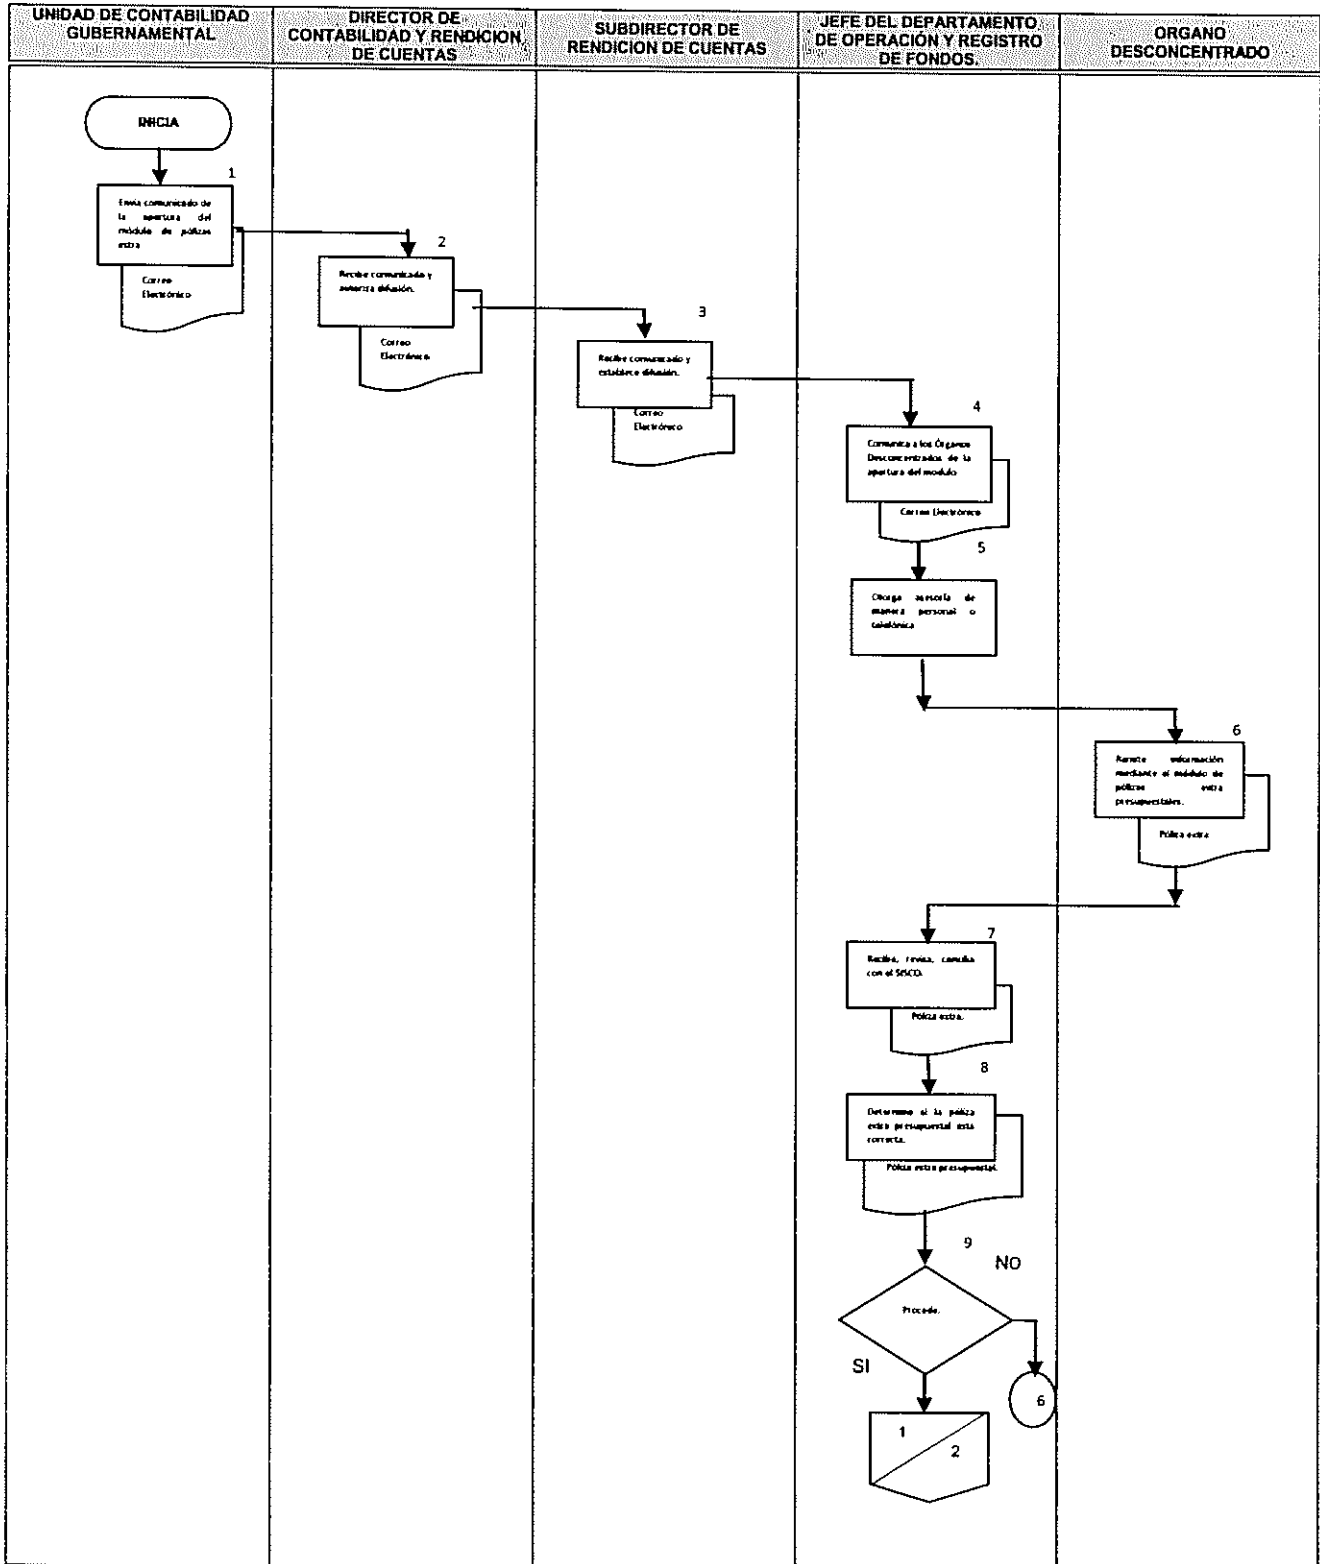 UNIDAD DE CONTABILIDAD
GUBERNAMENTAL
DIRECTOR DE
CONTABILIDAD Y RENDICION
DE CUENTAS
SUBDIRECTOR DE
RENDICION DE CUENTAS
JEFE DEL DEPARTAMENTO
DE OPERACIÓN Y REGISTRO
DE FONDOS.
ORGANO
DESCONCENTRADO
INICIA
1
Envía comunicado de
la apertura del
módulo de pólizas
extra
Correo
Electrónico
2
Recibe comunicado y
autoriza difusión.
Correo
Electrónico
3
Recibe comunicado y
establece difusión.
Correo
Electrónico
4
Comunica a los Órganos
Desconcentrados de la
apertura del modulo
Correo Electrónico
5
Otorga asesoría de
manera personal o
telefónica
6
Remite información
mediante el módulo de
pólizas extra
presupuestales.
Póliza extra
7
Recibe, revisa, concilia
con el SISCO.
Póliza extra.
8
Determina si la póliza
extra presupuestal está
correcta.
Póliza extra presupuestal.
9
NO
Procede.
SI
6
1
2